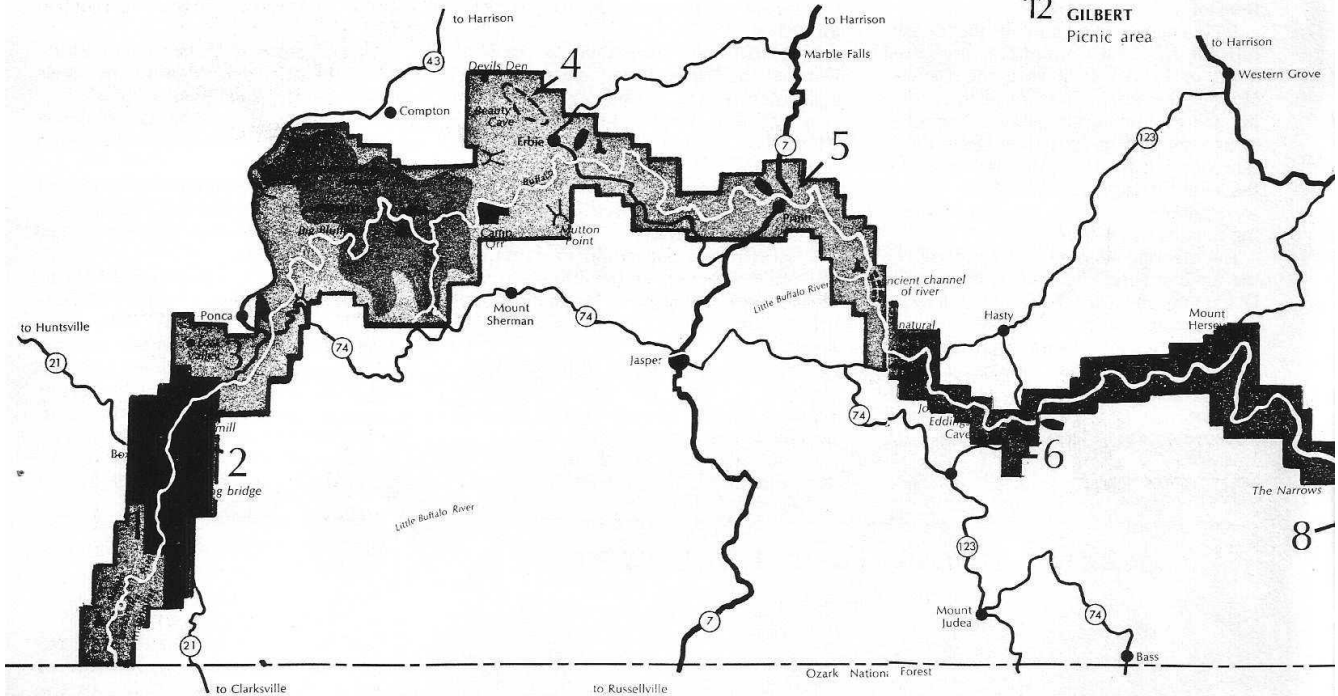 12 GILBERT
Picnic area
to Harrison
to Harrison
to Harrison
43
Marble Falls
Western Grove
Devils Den
4
Compton
Beauty
Cave
Erbie
123
7
5
Buffalo
Big Bluff
Camp
Orr
Mutton
Point
Pruitt
ancient channel
of river
Little Buffalo River
Ponca
Mount
Sherman
to Huntsville
Hasty
Mount
Hersey
natural
21
3
74
74
Jasper
74
Eddings
Cave
mill
2
6
bridge
The Narrows
Little Buffalo River
8
123
Mount
Judea
74
7
21
Bass
Ozark National Forest
to Clarksville
to Russellville